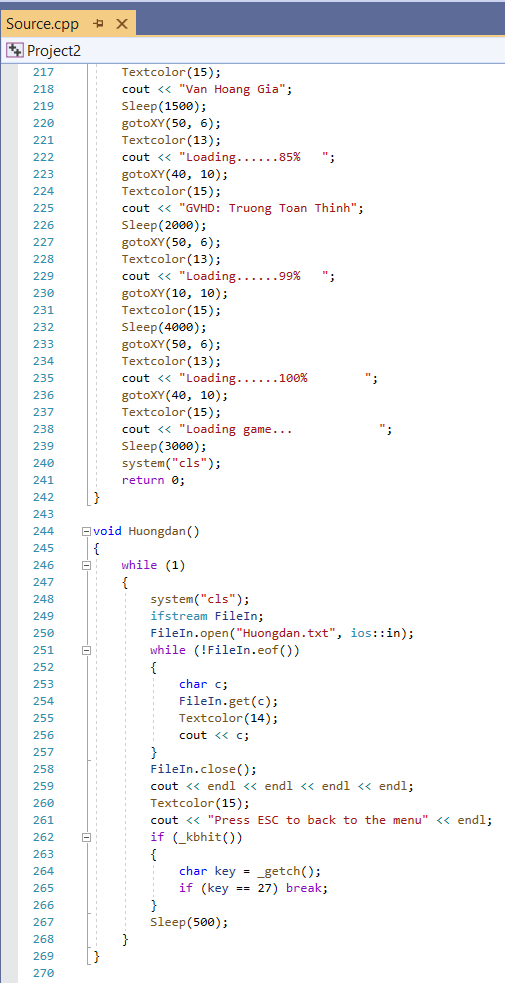 Source.cpp
Project2
217 Textcolor(15);
218 cout << "Van Hoang Gia";
219 Sleep(1500);
220 gotoXY(50, 6);
221 Textcolor(13);
222 cout << "Loading......85%   ";
223 gotoXY(40, 10);
224 Textcolor(15);
225 cout << "GVHD: Truong Toan Thinh";
226 Sleep(2000);
227 gotoXY(50, 6);
228 Textcolor(13);
229 cout << "Loading......99%   ";
230 gotoXY(10, 10);
231 Textcolor(15);
232 Sleep(4000);
233 gotoXY(50, 6);
234 Textcolor(13);
235 cout << "Loading......100%        ";
236 gotoXY(40, 10);
237 Textcolor(15);
238 cout << "Loading game...            ";
239 Sleep(3000);
240 system("cls");
241 return 0;
242 }
243
244 void Huongdan()
245 {
246 while (1)
247 {
248 system("cls");
249 ifstream FileIn;
250 FileIn.open("Huongdan.txt", ios::in);
251 while (!FileIn.eof())
252 {
253 char c;
254 FileIn.get(c);
255 Textcolor(14);
256 cout << c;
257 }
258 FileIn.close();
259 cout << endl << endl << endl << endl;
260 Textcolor(15);
261 cout << "Press ESC to back to the menu" << endl;
262 if (_kbhit())
263 {
264 char key = _getch();
265 if (key == 27) break;
266 }
267 Sleep(500);
268 }
269 }
270